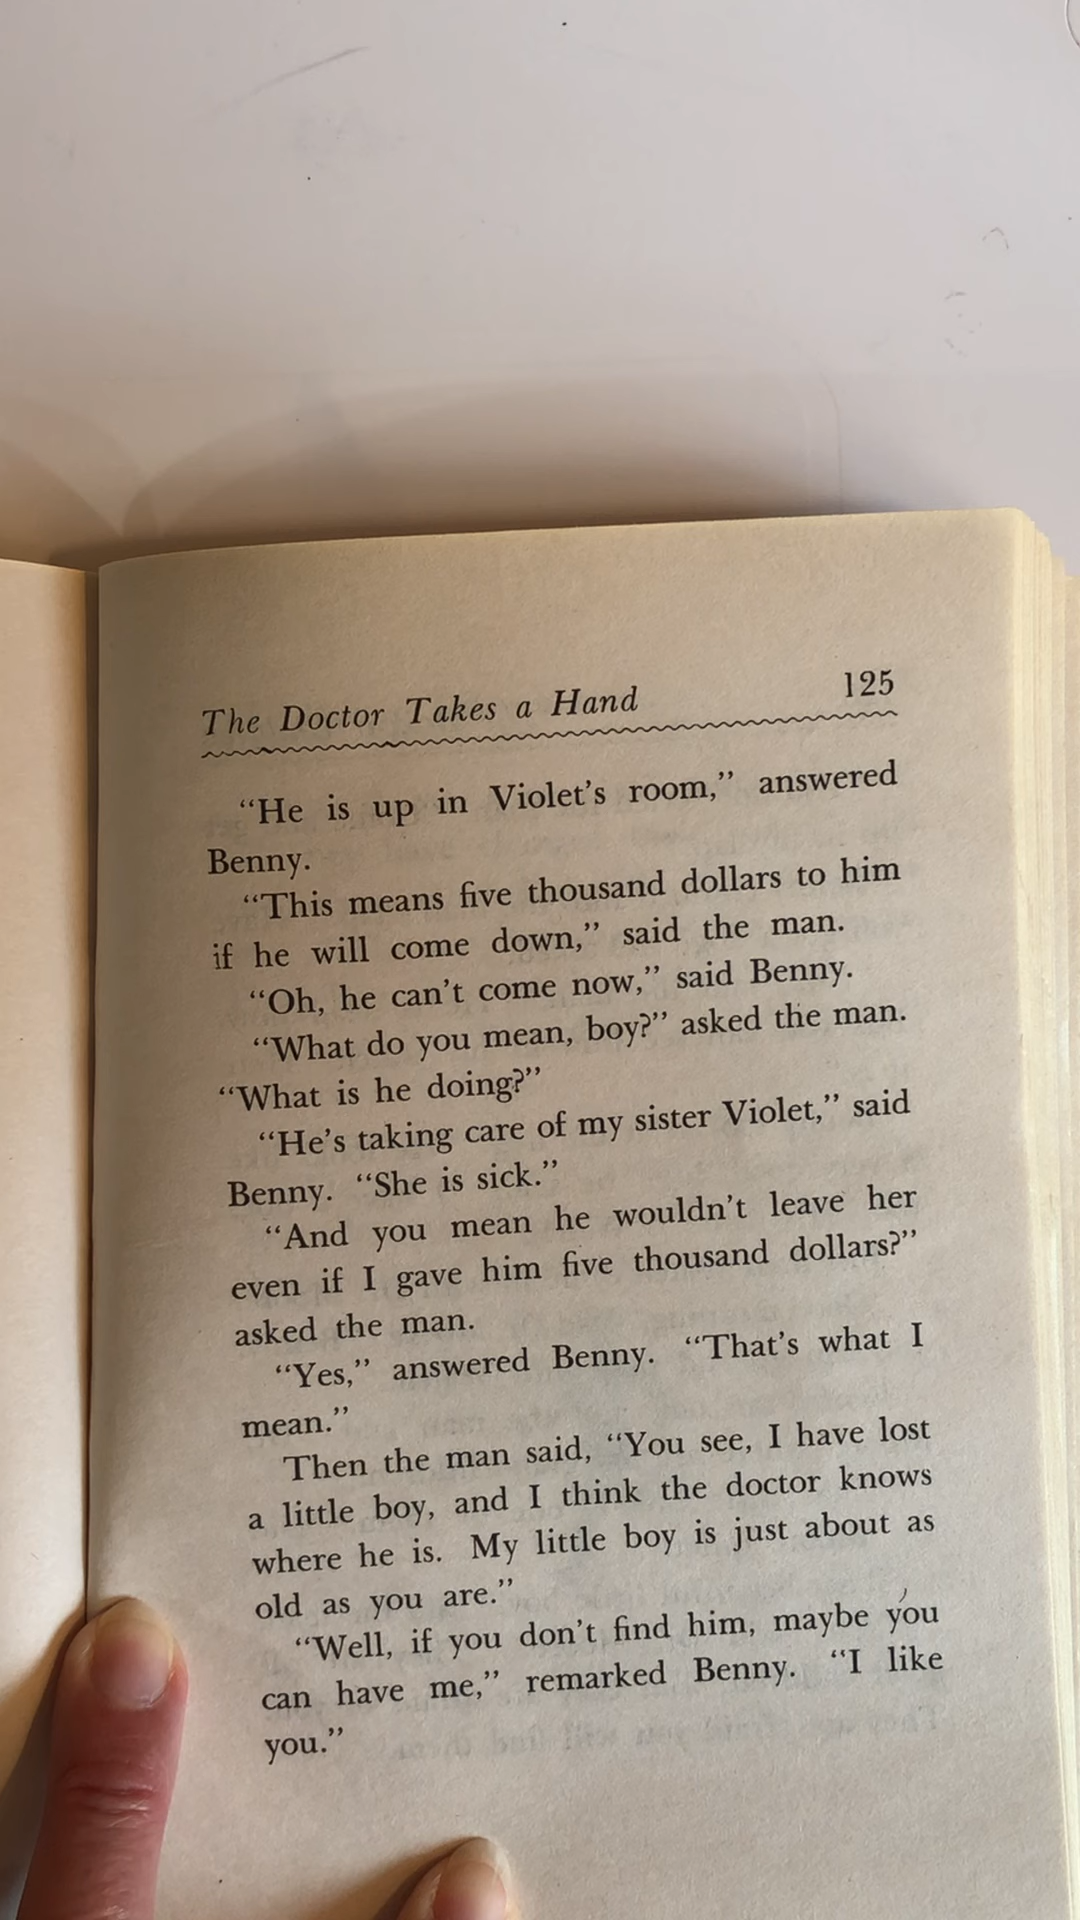 The Doctor Takes a Hand 125
“He is up in Violet’s room,” answered
Benny.
“This means five thousand dollars to him
if he will come down,” said the man.
“Oh, he can’t come now,” said Benny.
“What do you mean, boy?” asked the man.
“What is he doing?”
“He’s taking care of my sister Violet,” said
Benny. “She is sick.”
“And you mean he wouldn’t leave her
even if I gave him five thousand dollars?”
asked the man.
“Yes,” answered Benny. “That’s what I
mean.”
Then the man said, “You see, I have lost
a little boy, and I think the doctor knows
where he is. My little boy is just about as
old as you are.”
“Well, if you don’t find him, maybe you
can have me,” remarked Benny. “I like
you.”